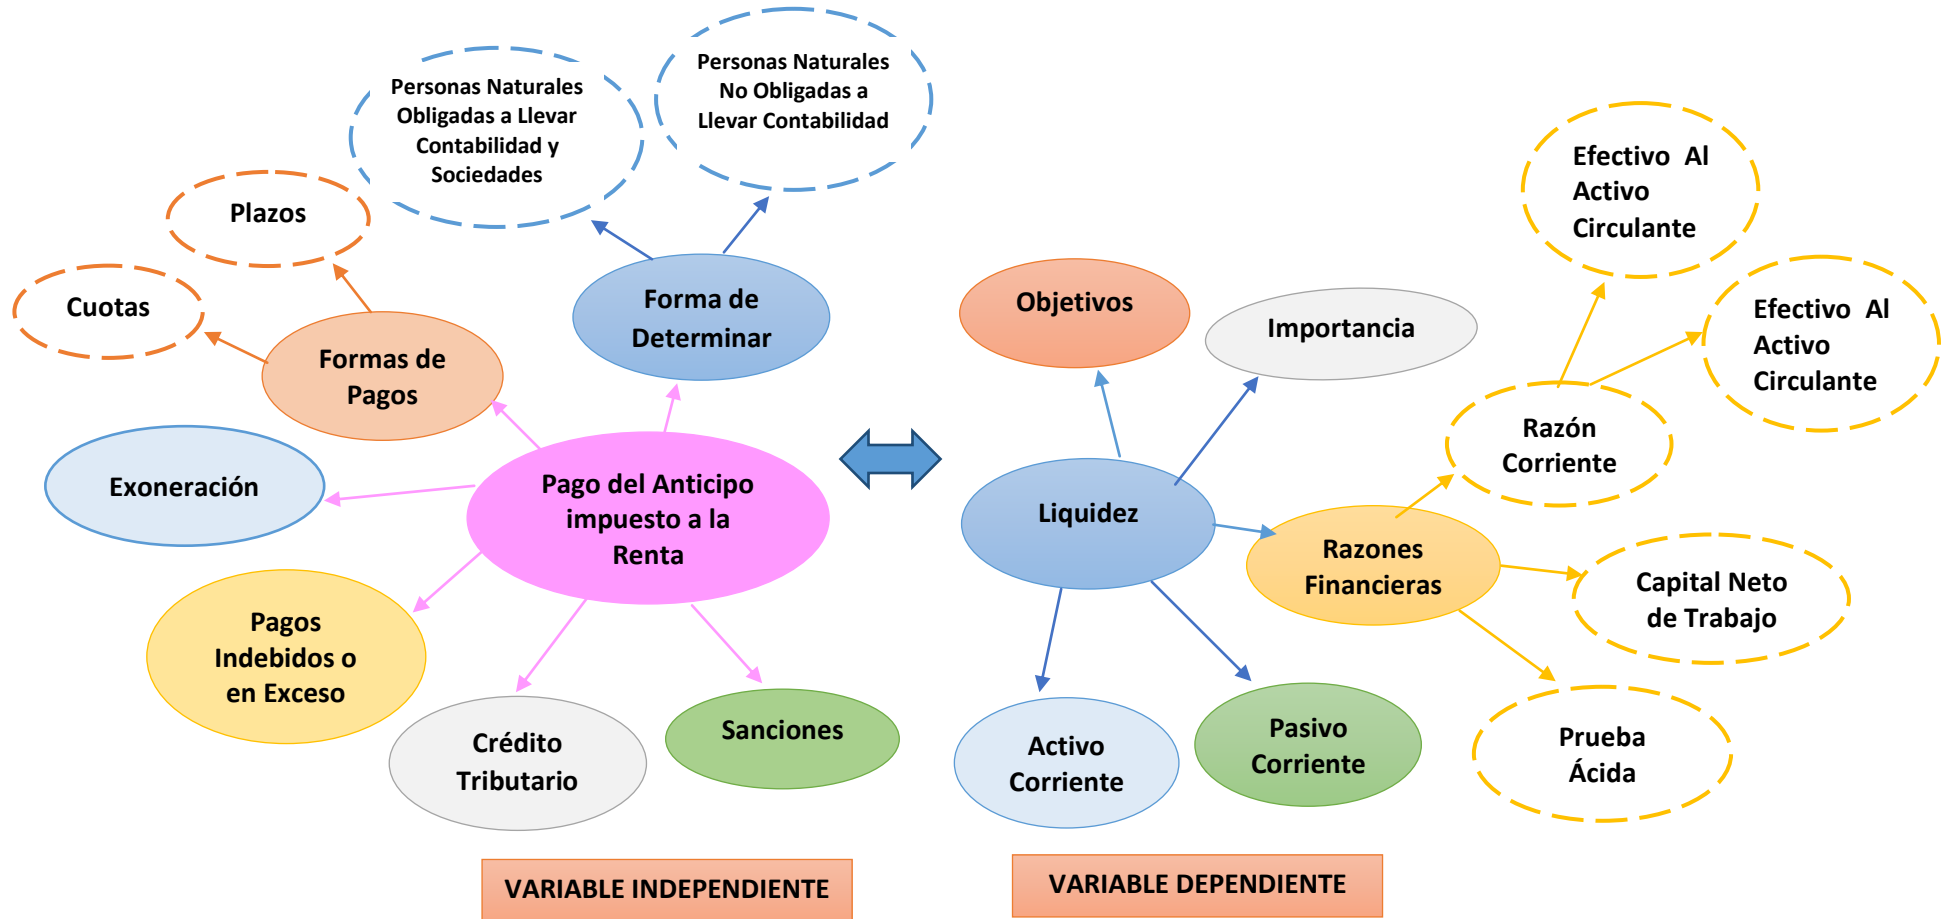 Personas Naturales
Obligadas a Llevar
Contabilidad y
Sociedades
Personas Naturales
No Obligadas a
Llevar Contabilidad
Plazos
Cuotas
Formas de
Pagos
Forma de
Determinar
Exoneración
Pago del Anticipo
impuesto a la
Renta
Pagos
Indebidos o
en Exceso
Crédito
Tributario
Sanciones
VARIABLE INDEPENDIENTE
Objetivos
Importancia
Efectivo  Al
Activo
Circulante
Efectivo  Al
Activo
Circulante
Razón
Corriente
Liquidez
Razones
Financieras
Capital Neto
de Trabajo
Prueba
Ácida
Activo
Corriente
Pasivo
Corriente
VARIABLE DEPENDIENTE